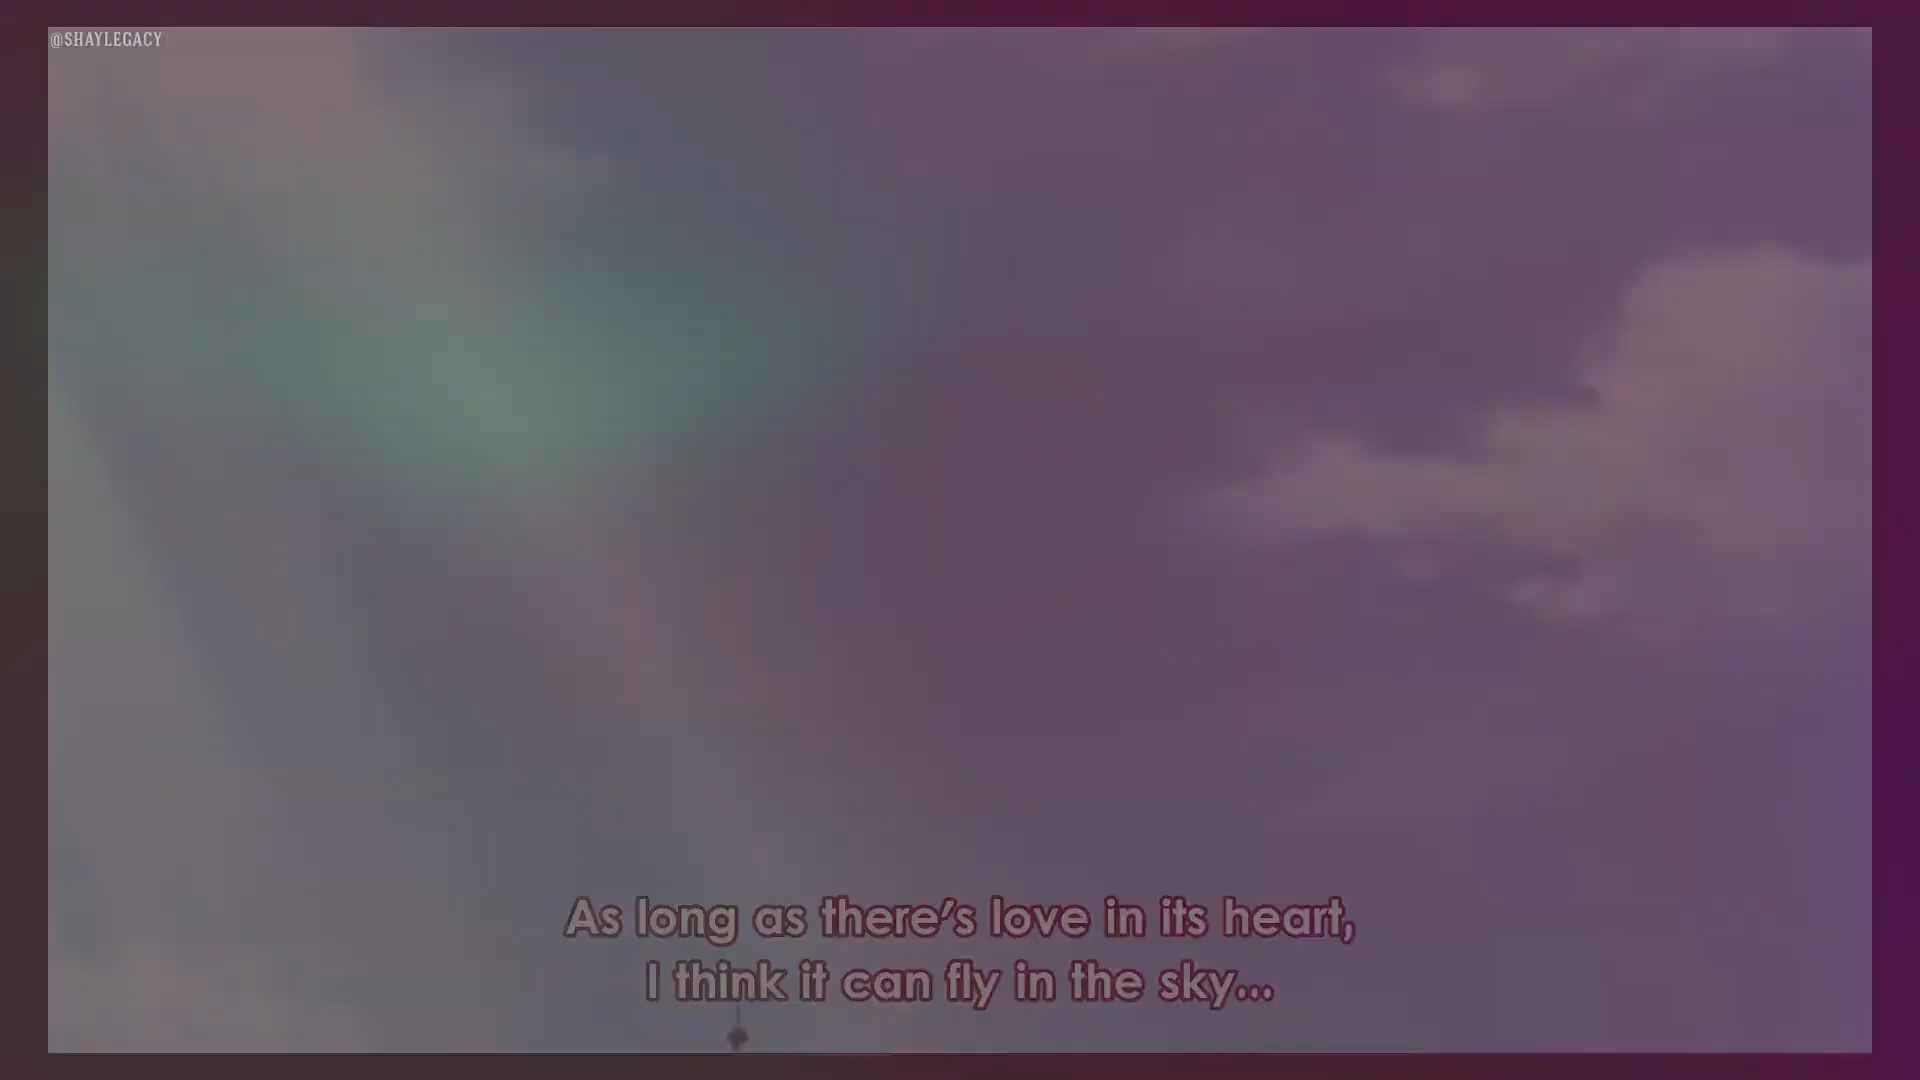 @SHAYLEGACY
As long as there's love in its heart,
I think it can fly in the sky...